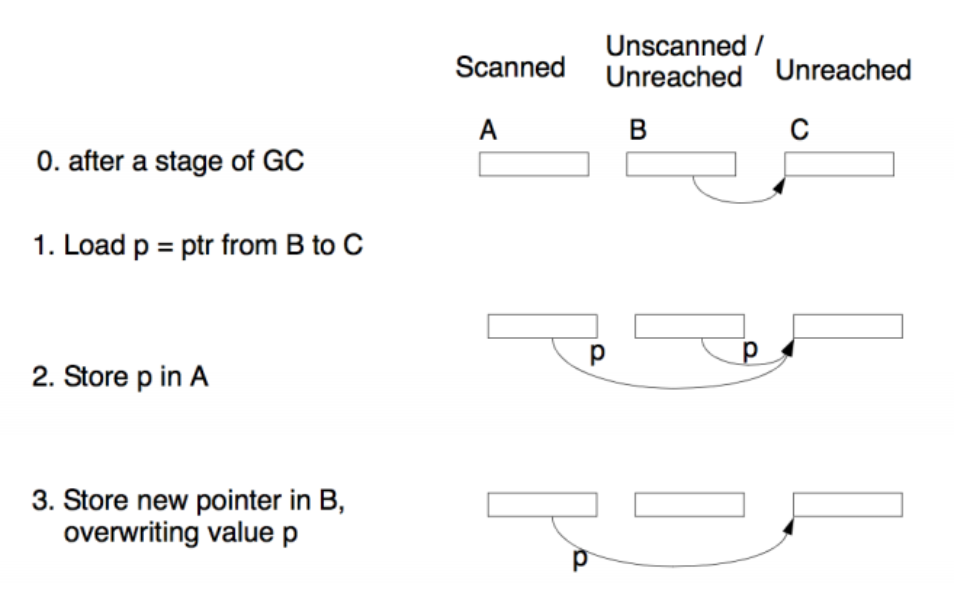 Scanned
Unscanned /
Unreached
Unreached
A
B
C
0. after a stage of GC
1. Load p = ptr from B to C
p
p
2. Store p in A
3. Store new pointer in B,
overwriting value p
p